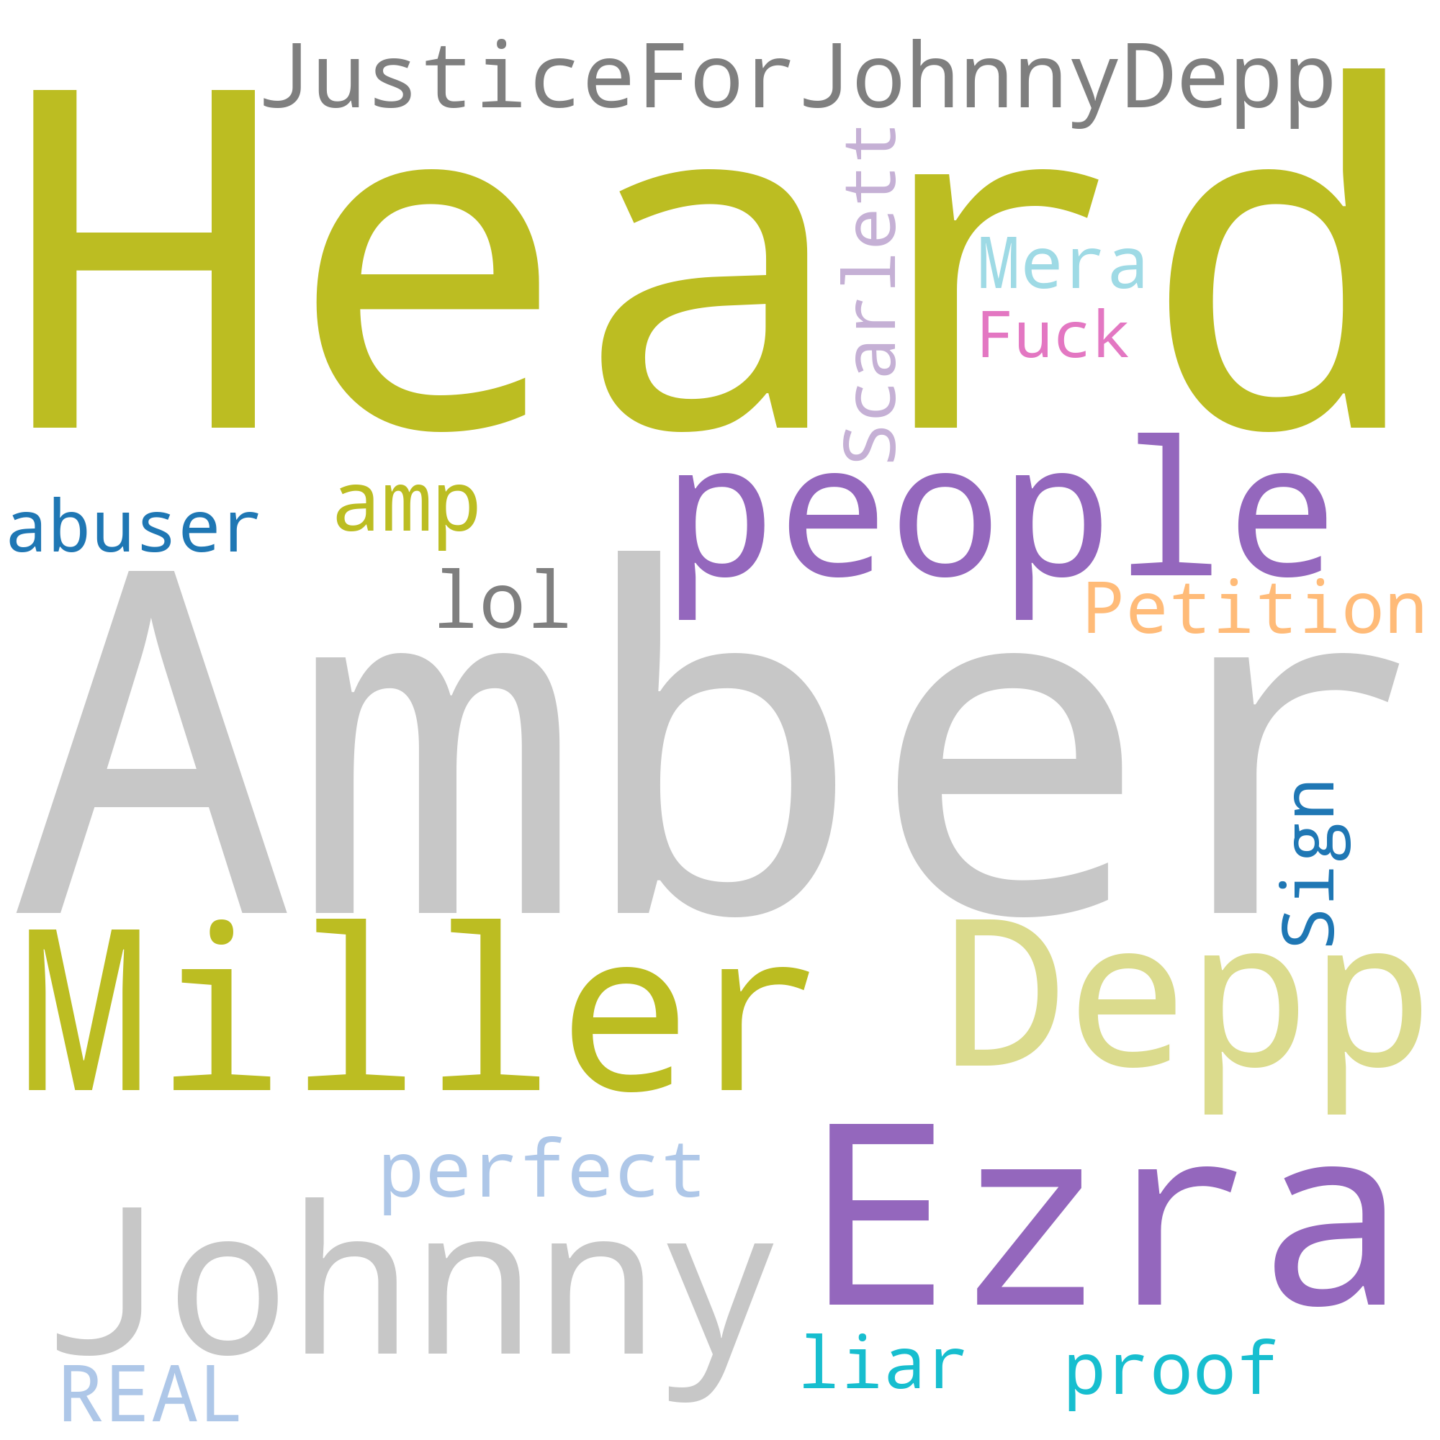 JusticeForJohnnyDepp
Heard
Scarlett
Mera
Fuck
people
abuser
amp
lol
Petition
Amber
Sign
Miller
Depp
Ezra
perfect
Johnny
liar
proof
REAL